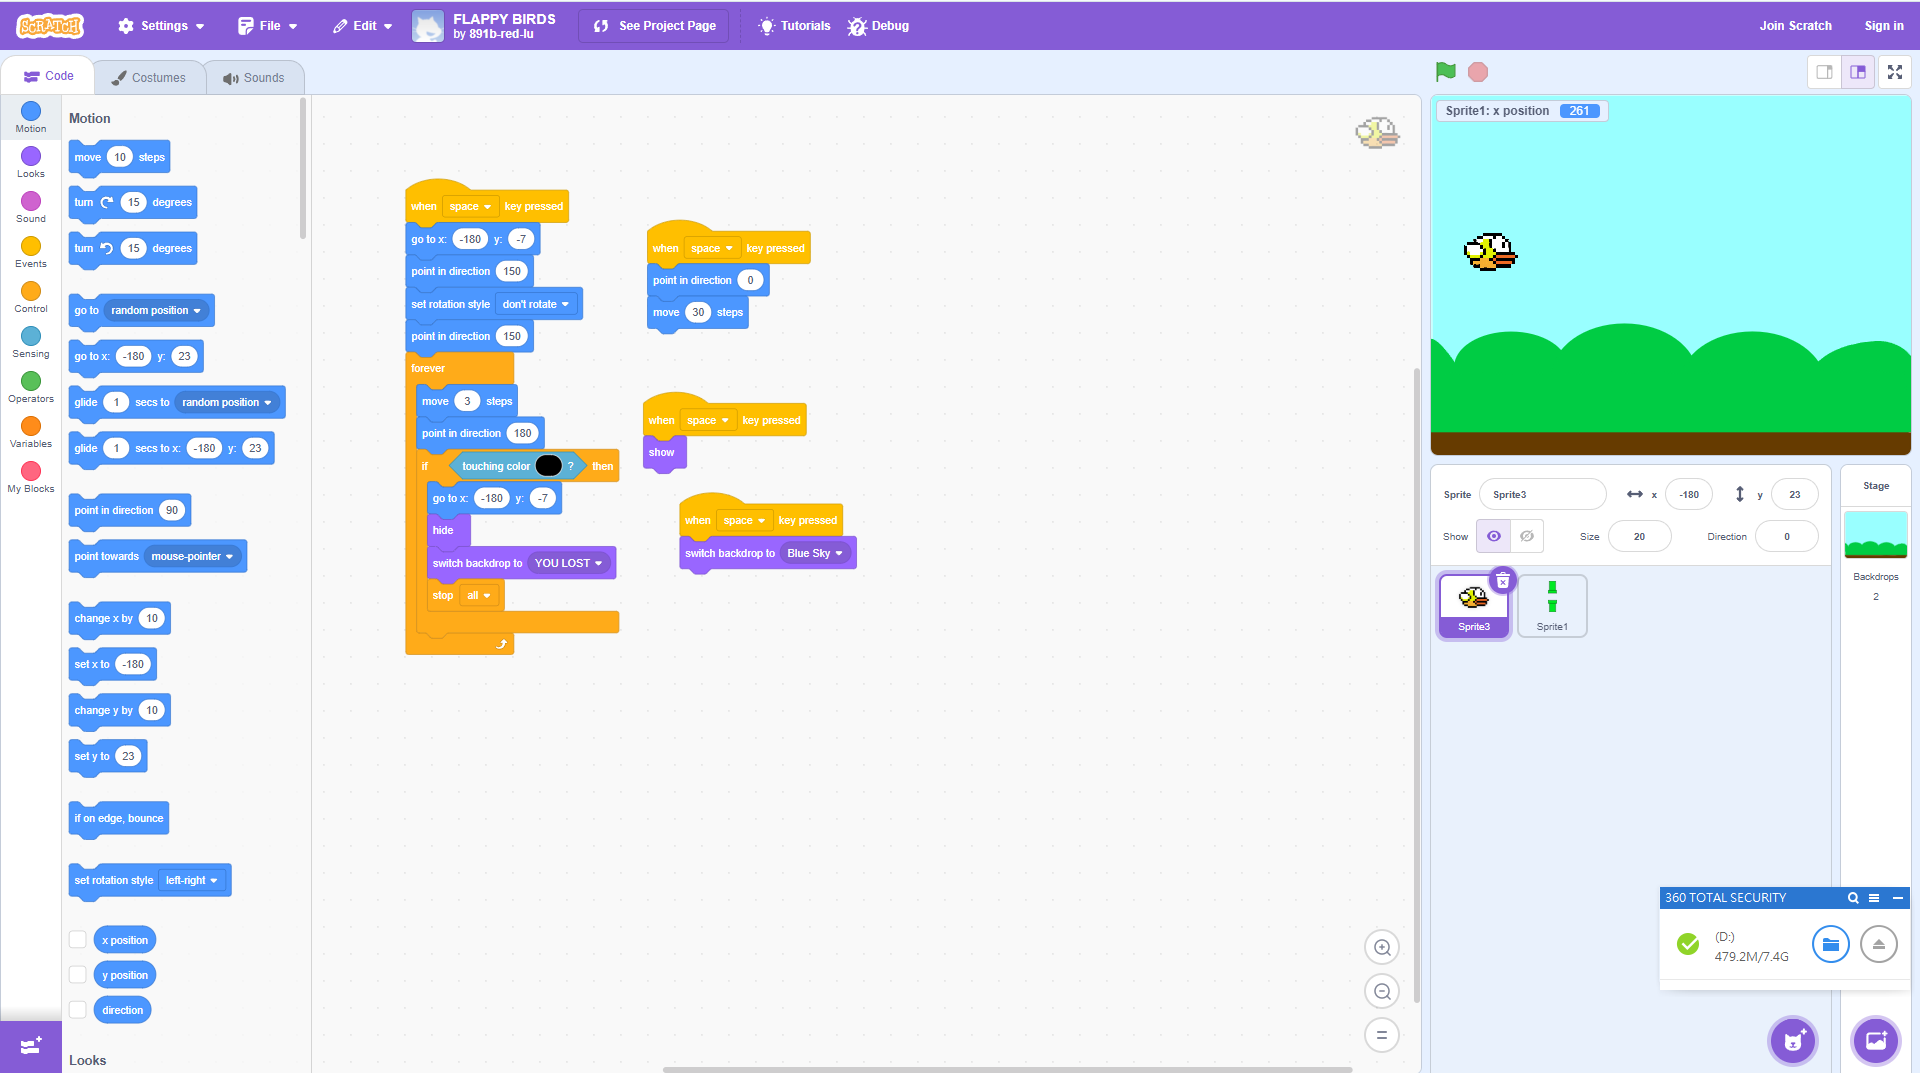 SCRATCH
Settings
File
Edit
FLAPPY BIRDS
by 891b-red-lu
See Project Page
Tutorials
Debug
Join Scratch
Sign in
Code
Costumes
Sounds
Motion
Looks
Sound
Events
Control
Sensing
Operators
Variables
My Blocks
Motion
move 10 steps
turn 15 degrees
turn 15 degrees
go to random position
go to x: -180 y: 23
glide 1 secs to random position
glide 1 secs to x: -180 y: 23
point in direction 90
point towards mouse-pointer
change x by 10
set x to -180
change y by 10
set y to 23
if on edge, bounce
set rotation style left-right
x position
y position
direction
Looks
when space key pressed
go to x: -180 y: -7
point in direction 150
set rotation style don't rotate
point in direction 150
forever
move 3 steps
point in direction 180
if touching color ? then
go to x: -180 y: -7
hide
switch backdrop to YOU LOST
stop all
when space key pressed
point in direction 0
move 30 steps
when space key pressed
show
when space key pressed
switch backdrop to Blue Sky
Sprite1: x position 261
Sprite Sprite3 x -180 y 23
Show Size 20 Direction 0
Sprite3
Sprite1
Stage
Backdrops
2
360 TOTAL SECURITY
(D:)
479.2M/7.4G